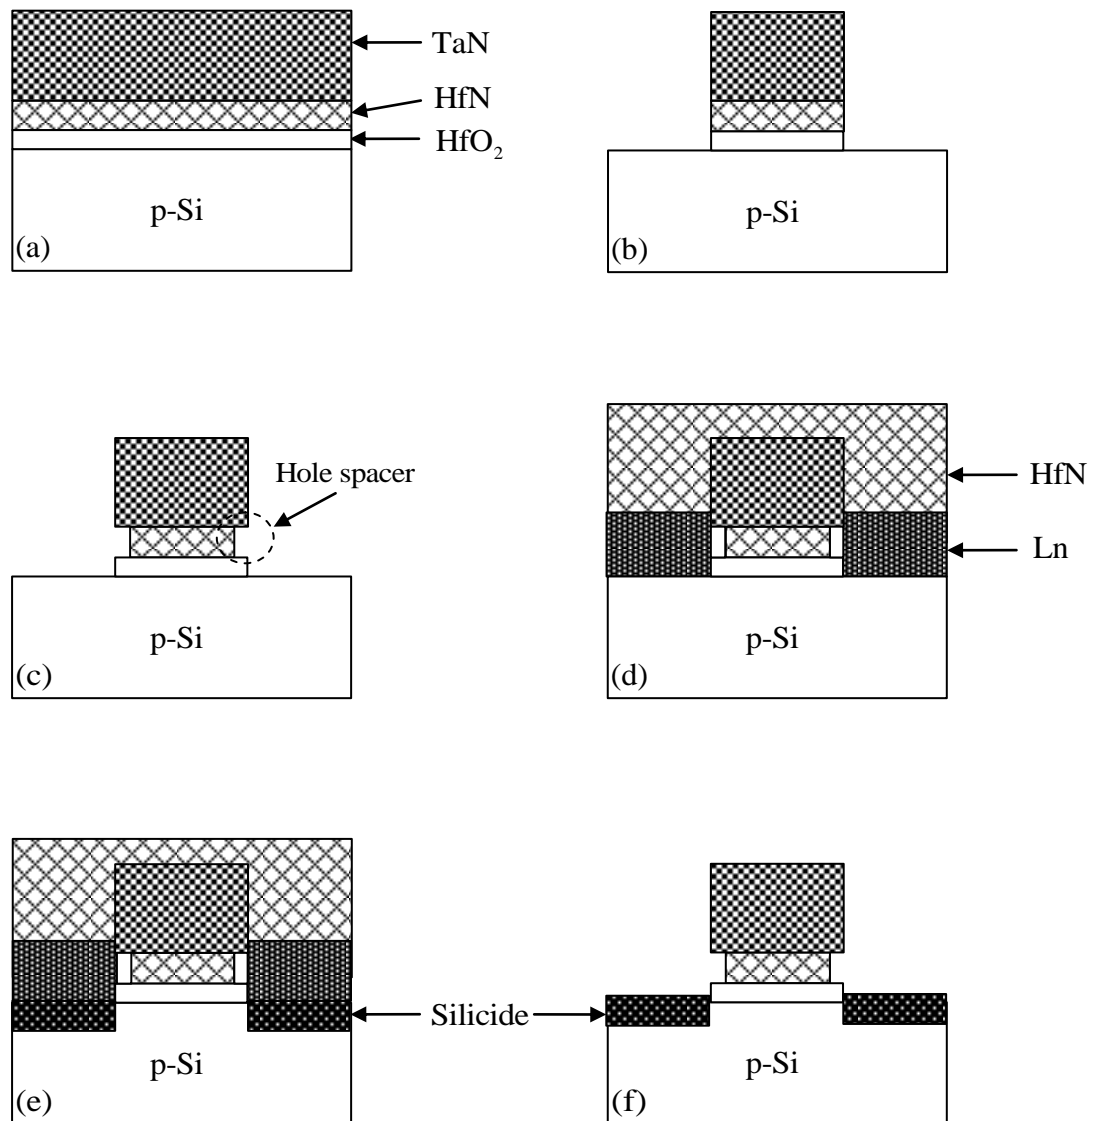 TaN
HfN
HfO₂
p-Si
(a)
p-Si
(b)
Hole spacer
p-Si
(c)
HfN
Ln
p-Si
(d)
Silicide
p-Si
(e)
p-Si
(f)